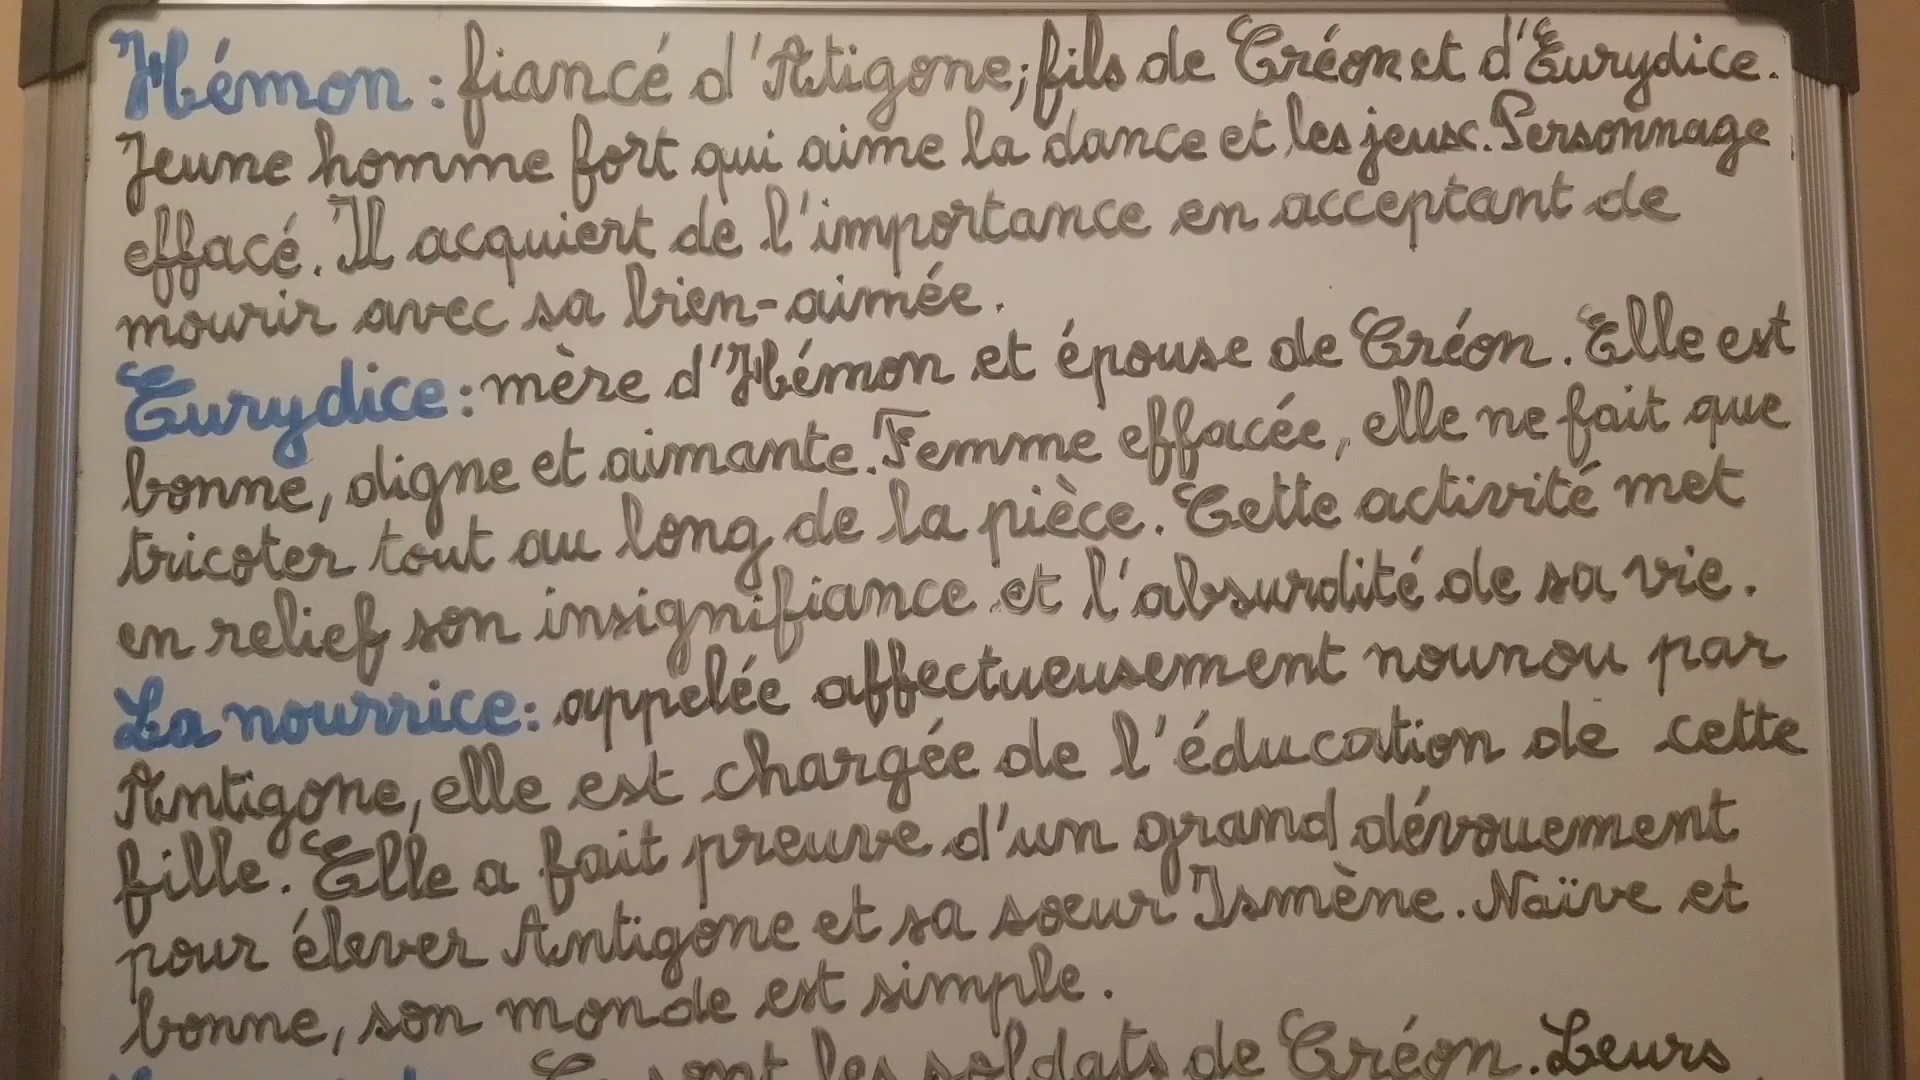 Hémon : fiancé d'Atigone; fils de Créon et d'Eurydice.
Jeune homme fort qui aime la dance et les jeux. Personnage
effacé. Il acquiert de l'importance en acceptant de
mourir avec sa bien-aimée.
Eurydice : mère d'Hémon et épouse de Créon. Elle est
bonne, digne et aimante. Femme effacée, elle ne fait que
tricoter tout au long de la pièce. Cette activité met
en relief son insignifiance et l'absurdité de sa vie.
La nourrice : appelée affectueusement nounou par
Antigone, elle est chargée de l'éducation de cette
fille. Elle a fait preuve d'un grand dévouement
pour élever Antigone et sa sœur Ismène. Naïve et
bonne, son monde est simple.
Ce sont les soldats de Créon. Leurs